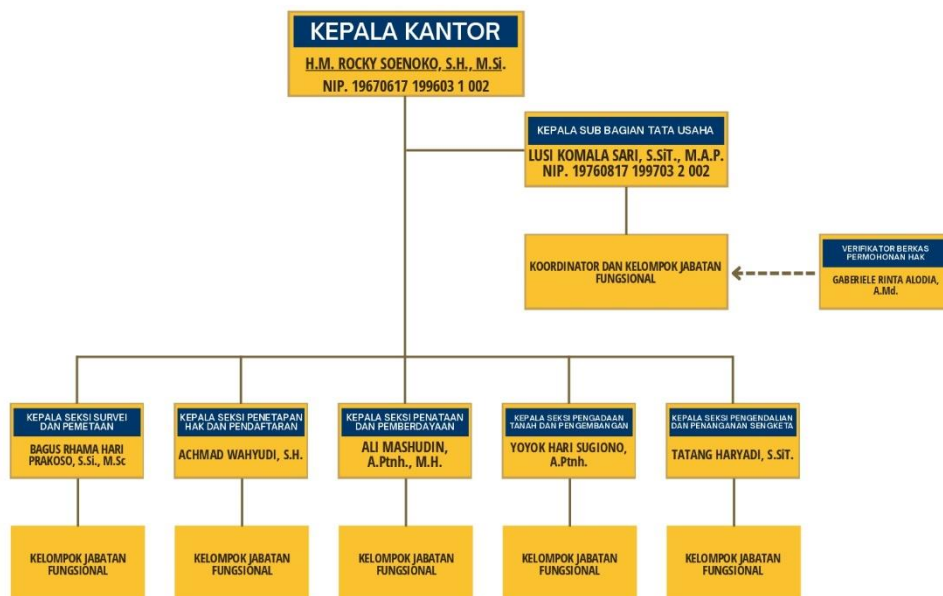 KEPALA KANTOR
H.M. ROCKY SOENOKO, S.H., M.Si.
NIP. 19670617 199603 1 002
KEPALA SUB BAGIAN TATA USAHA
LUSI KOMALA SARI, S.SiT., M.A.P.
NIP. 19760817 199703 2 002
KOORDINATOR DAN KELOMPOK JABATAN
FUNGSIONAL
VERIFIKATOR BERKAS
PERMOHONAN HAK
GABERIELE RINTA ALODIA,
A.Md.
KEPALA SEKSI SURVEI
DAN PEMETAAN
BAGUS RHAMA HARI
PRAKOSO, S.Si., M.Sc
KEPALA SEKSI PENETAPAN
HAK DAN PENDAFTARAN
ACHMAD WAHYUDI, S.H.
KEPALA SEKSI PENATAAN
DAN PEMBERDAYAAN
ALI MASHUDIN,
A.Ptnh., M.H.
KEPALA SEKSI PENGADAAN
TANAH DAN PENGEMBANGAN
YOYOK HARI SUGIONO,
A.Ptnh.
KEPALA SEKSI PENGENDALIAN
DAN PENANGANAN SENGKETA
TATANG HARYADI, S.SiT.
KELOMPOK JABATAN
FUNGSIONAL
KELOMPOK JABATAN
FUNGSIONAL
KELOMPOK JABATAN
FUNGSIONAL
KELOMPOK JABATAN
FUNGSIONAL
KELOMPOK JABATAN
FUNGSIONAL